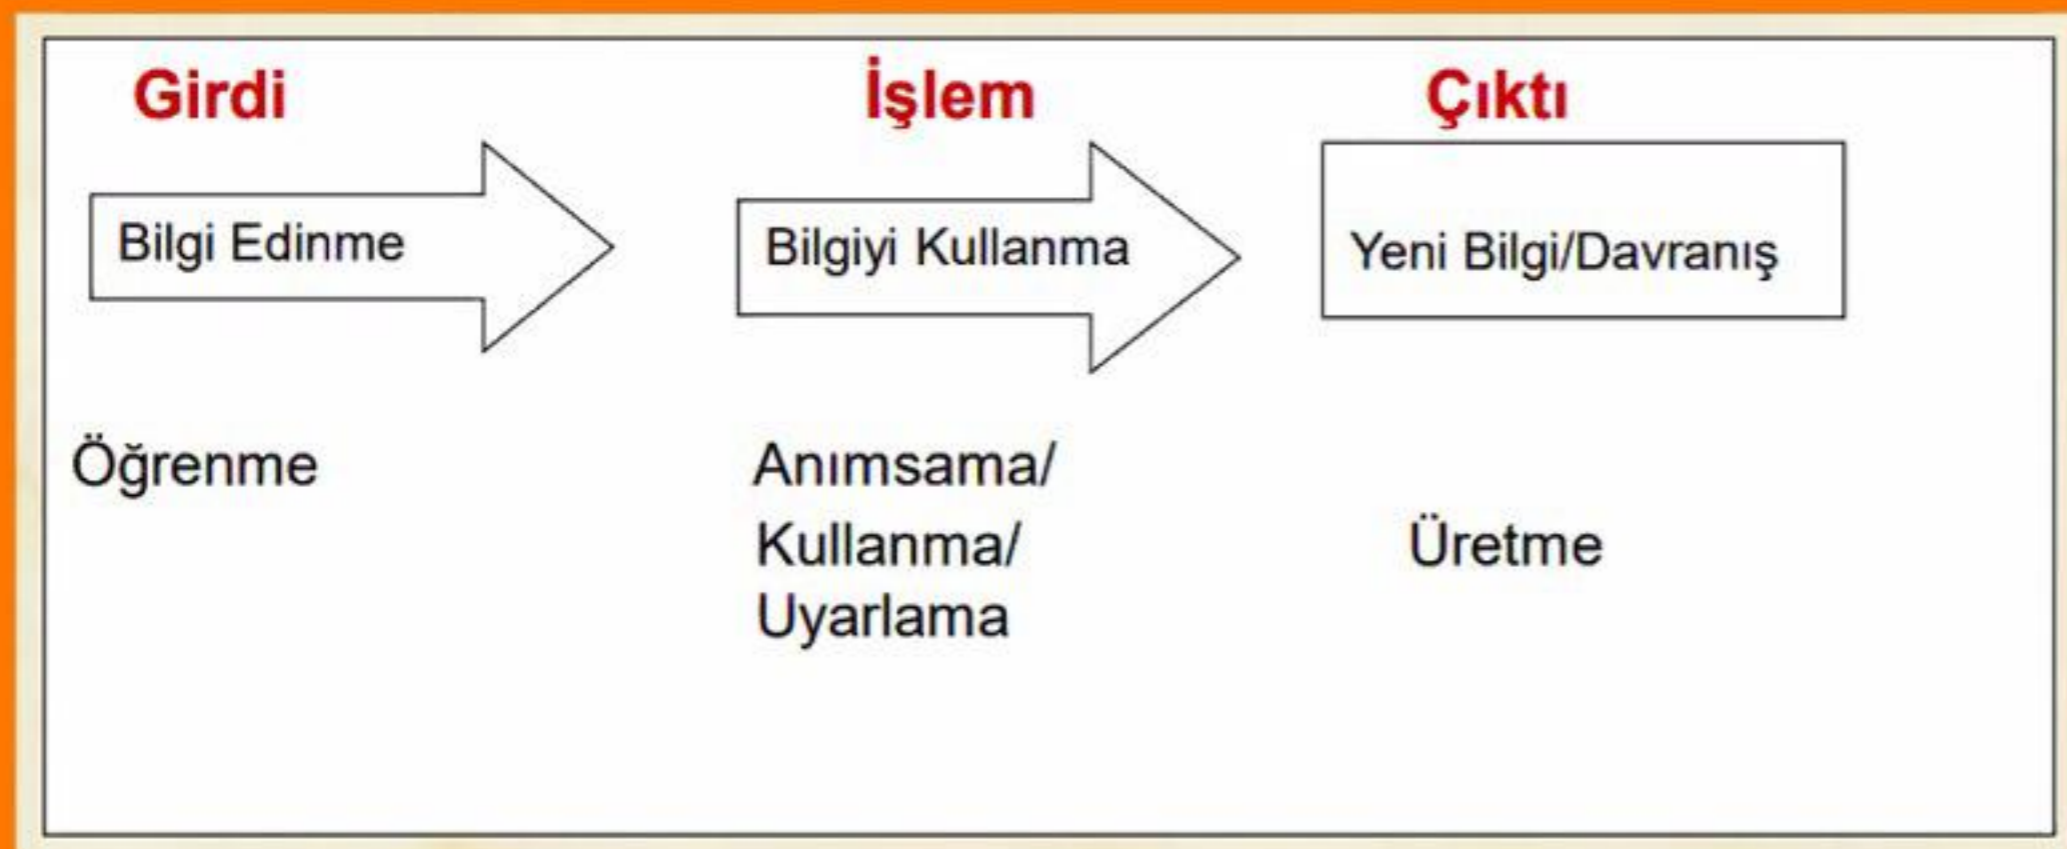 Girdi
İşlem
Çıktı
Bilgi Edinme
Bilgiyi Kullanma
Yeni Bilgi/Davranış
Öğrenme
Anımsama/
Kullanma/
Uyarlama
Üretme